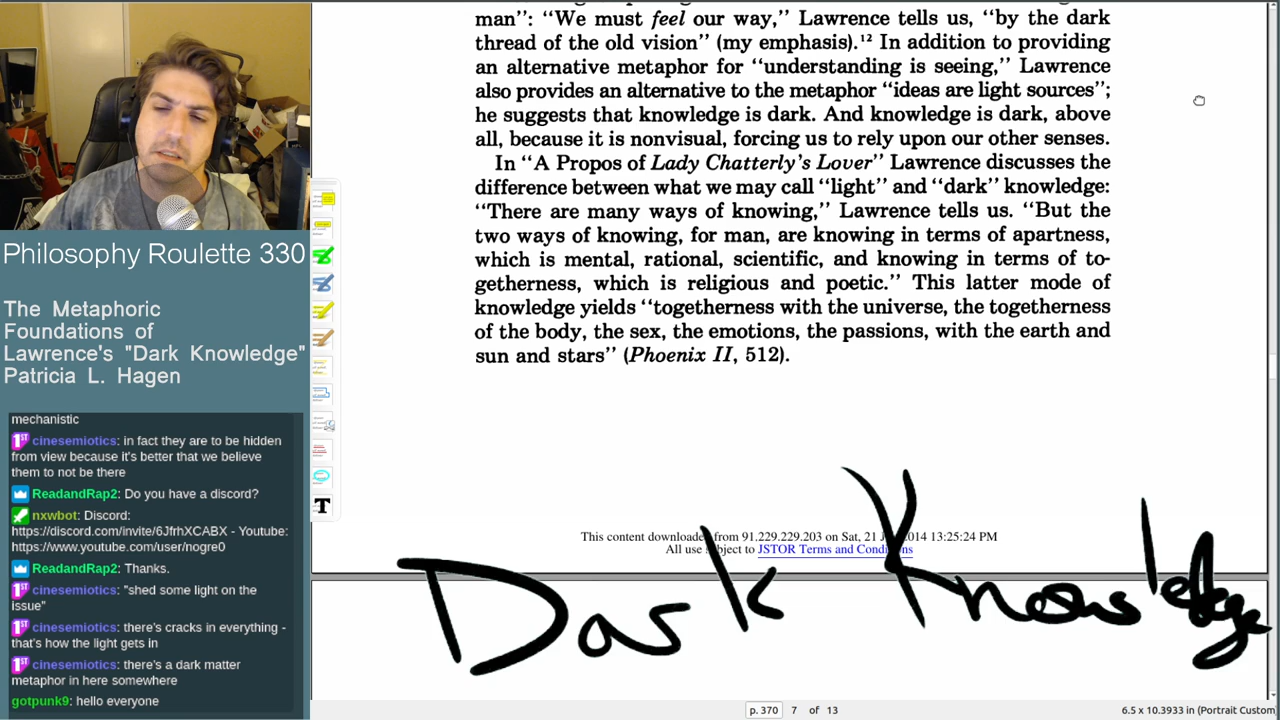 man”: “We must feel our way,” Lawrence tells us, “by the dark
thread of the old vision” (my emphasis).¹² In addition to providing
an alternative metaphor for “understanding is seeing,” Lawrence
also provides an alternative to the metaphor “ideas are light sources”;
he suggests that knowledge is dark. And knowledge is dark, above
all, because it is nonvisual, forcing us to rely upon our other senses.
In “A Propos of Lady Chatterly’s Lover” Lawrence discusses the
difference between what we may call “light” and “dark” knowledge:
“There are many ways of knowing,” Lawrence tells us. “But the
two ways of knowing, for man, are knowing in terms of apartness,
which is mental, rational, scientific, and knowing in terms of to-
getherness, which is religious and poetic.” This latter mode of
knowledge yields “togetherness with the universe, the togetherness
of the body, the sex, the emotions, the passions, with the earth and
sun and stars” (Phoenix II, 512).
This content downloaded from 91.229.229.203 on Sat, 21 2014 13:25:24 PM
All use subject to JSTOR Terms and Conditions
Dark Knowledge
Philosophy Roulette 330
The Metaphoric
Foundations of
Lawrence's "Dark Knowledge"
Patricia L. Hagen
mechanistic
cinesemiotics: in fact they are to be hidden
from view because it's better that we believe
them to not be there
ReadandRap2: Do you have a discord?
nxwbot: Discord:
https://discord.com/invite/6JfrhXCABX - Youtube:
https://www.youtube.com/user/nogre0
ReadandRap2: Thanks.
cinesemiotics: "shed some light on the
issue"
cinesemiotics: there's cracks in everything -
that's how the light gets in
cinesemiotics: there's a dark matter
metaphor in here somewhere
gotpunk9: hello everyone
T
p. 370 7 of 13
6.5 x 10.3933 in (Portrait Custom